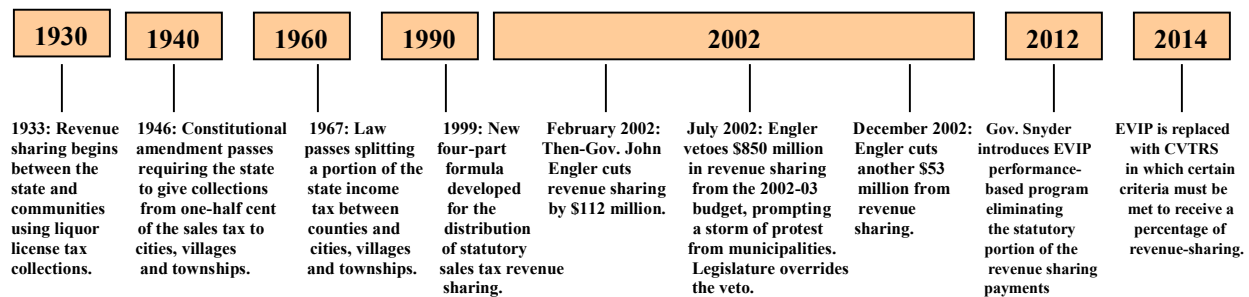 1930
1940
1960
1990
2002
2012
2014
1933: Revenue
sharing begins
between the
state and
communities
using liquor
license tax
collections.
1946: Constitutional
amendment passes
requiring the state
to give collections
from one-half cent
of the sales tax to
cities, villages
and townships.
1967: Law
passes splitting
a portion of the
state income
tax between
counties and
cities, villages
and townships.
1999: New
four-part
formula
developed
for the
distribution
of statutory
sales tax revenue
sharing.
February 2002:
Then-Gov. John
Engler cuts
revenue sharing
by $112 million.
July 2002: Engler
vetoes $850 million
in revenue sharing
from the 2002-03
budget, prompting
a storm of protest
from municipalities.
Legislature overrides
the veto.
December 2002:
Engler cuts
another $53
million from
revenue
sharing.
Gov. Snyder
introduces EVIP
performance-
based program
eliminating
the statutory
portion of the
revenue sharing
payments
EVIP is replaced
with CVTRS
in which certain
criteria must be
met to receive a
percentage of
revenue-sharing.